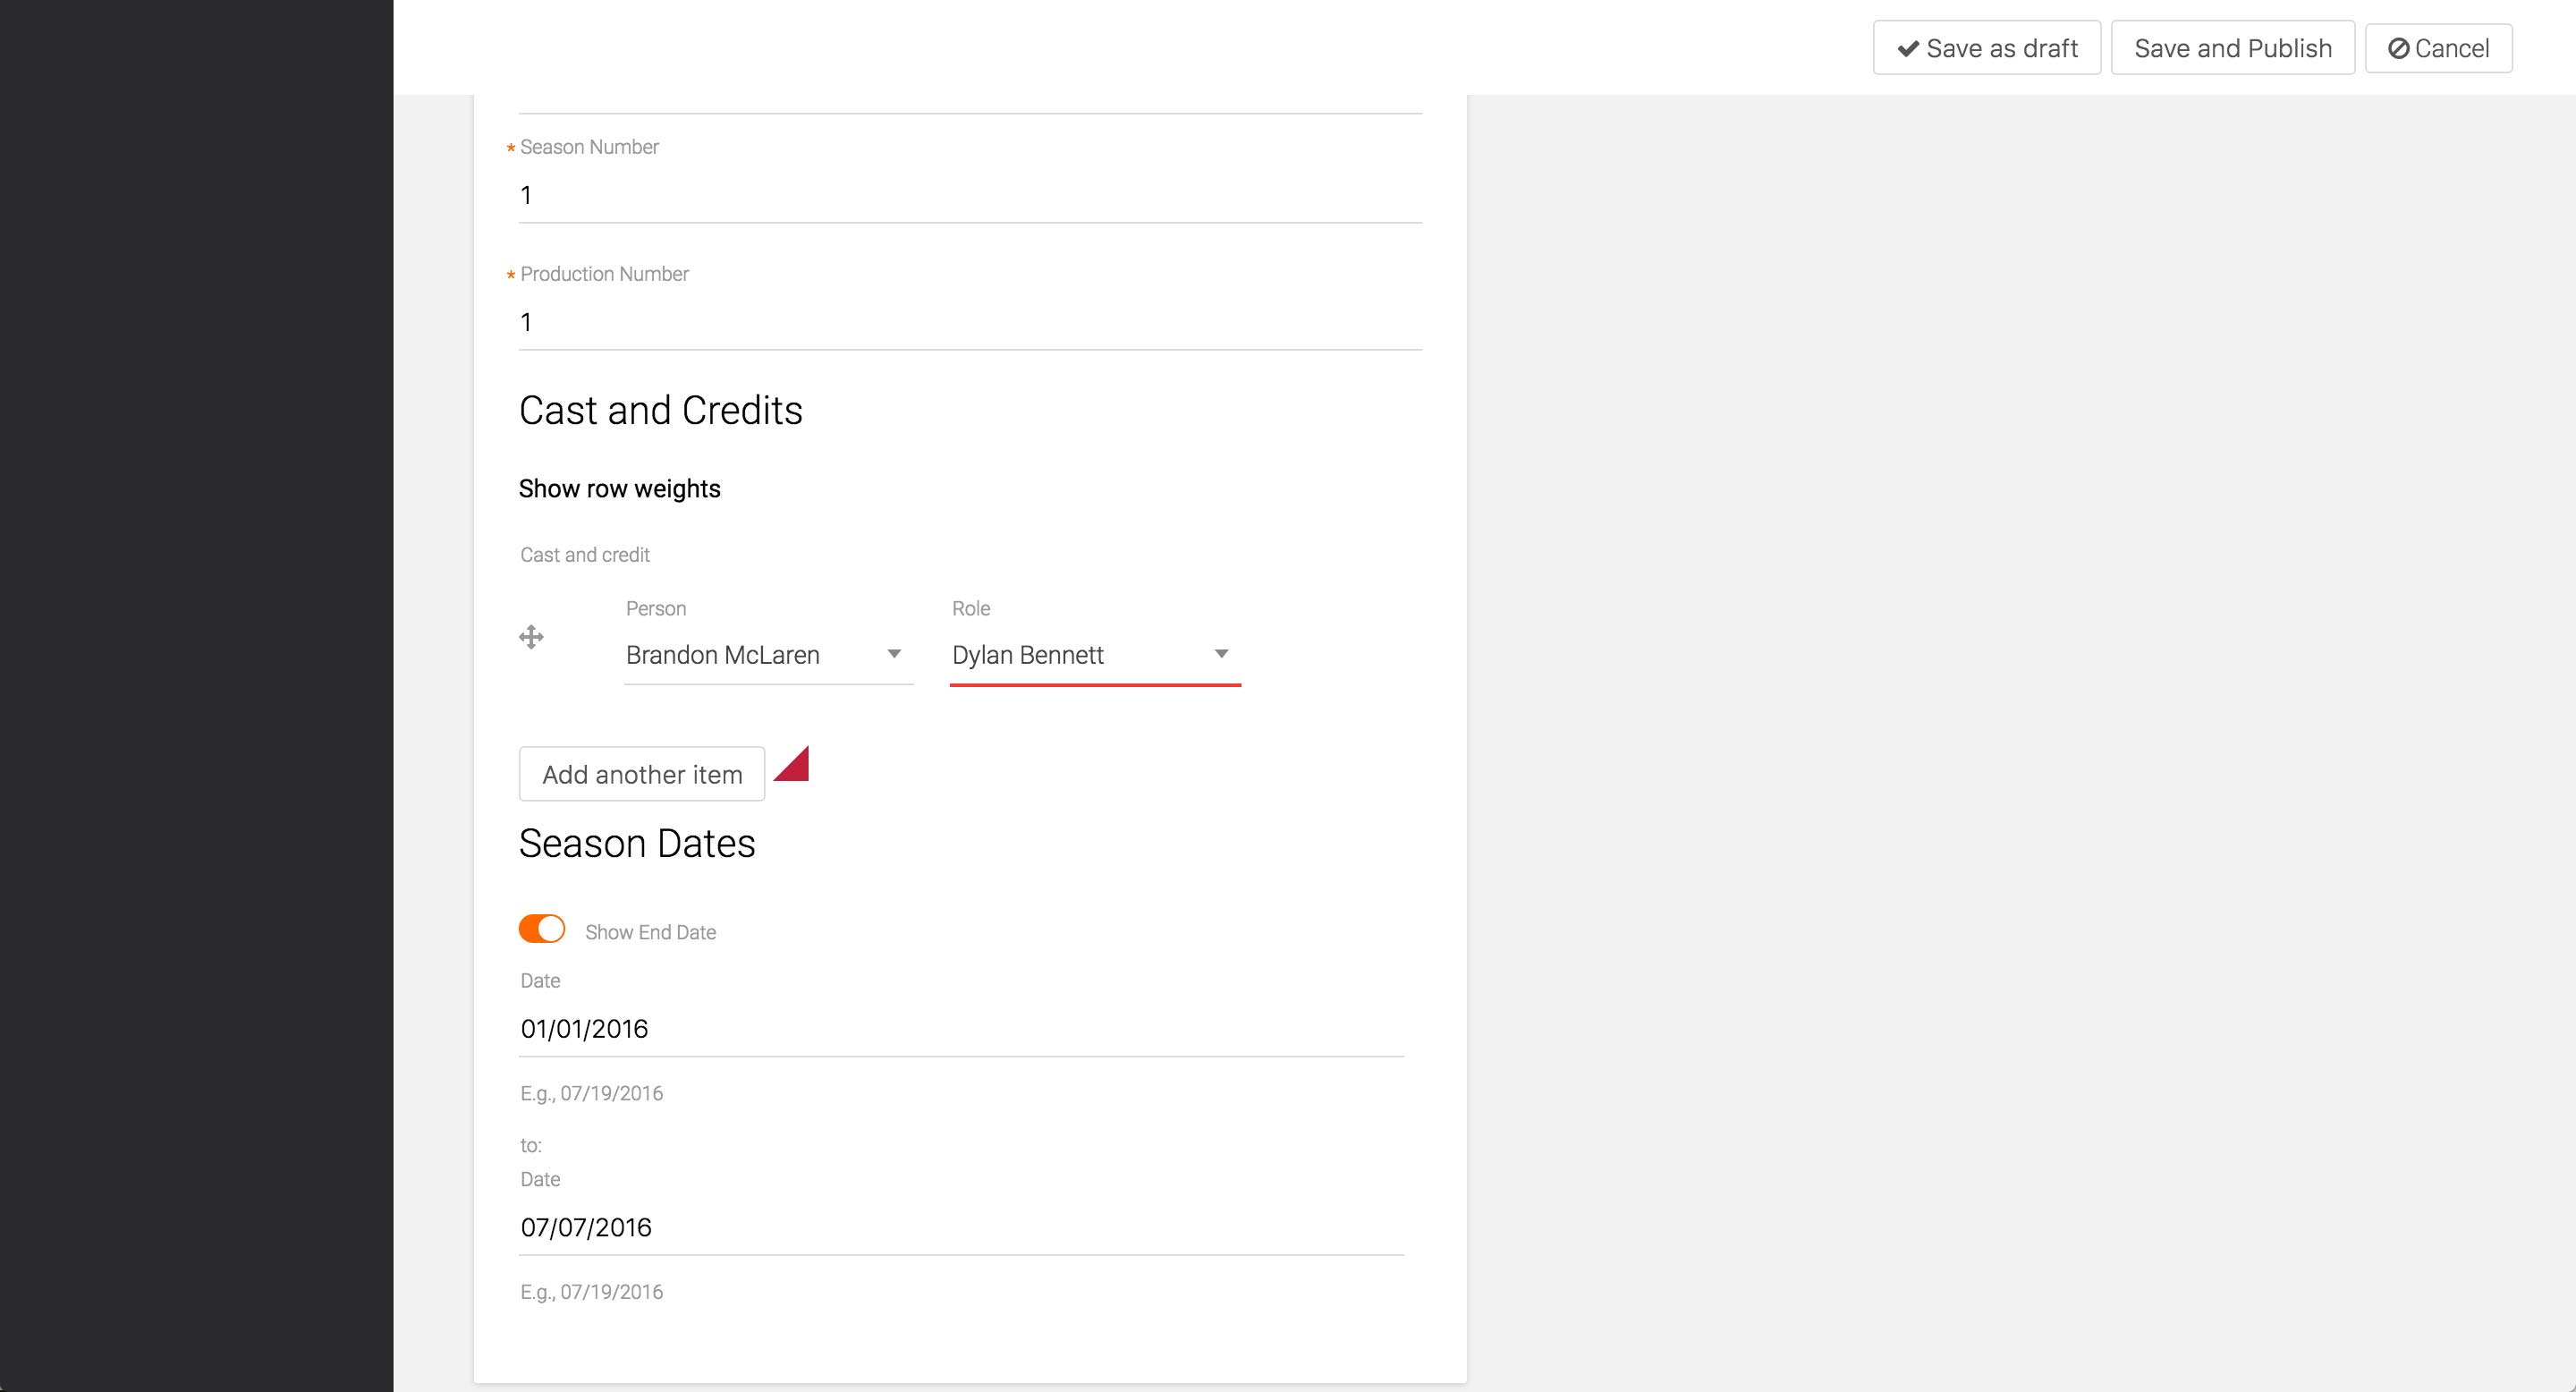 Save as draft Save and Publish Cancel
* Season Number
1
* Production Number
1
Cast and Credits
Show row weights
Cast and credit
Person Role
Brandon McLaren Dylan Bennett
Add another item
Season Dates
Show End Date
Date
01/01/2016
E.g., 07/19/2016
to:
Date
07/07/2016
E.g., 07/19/2016